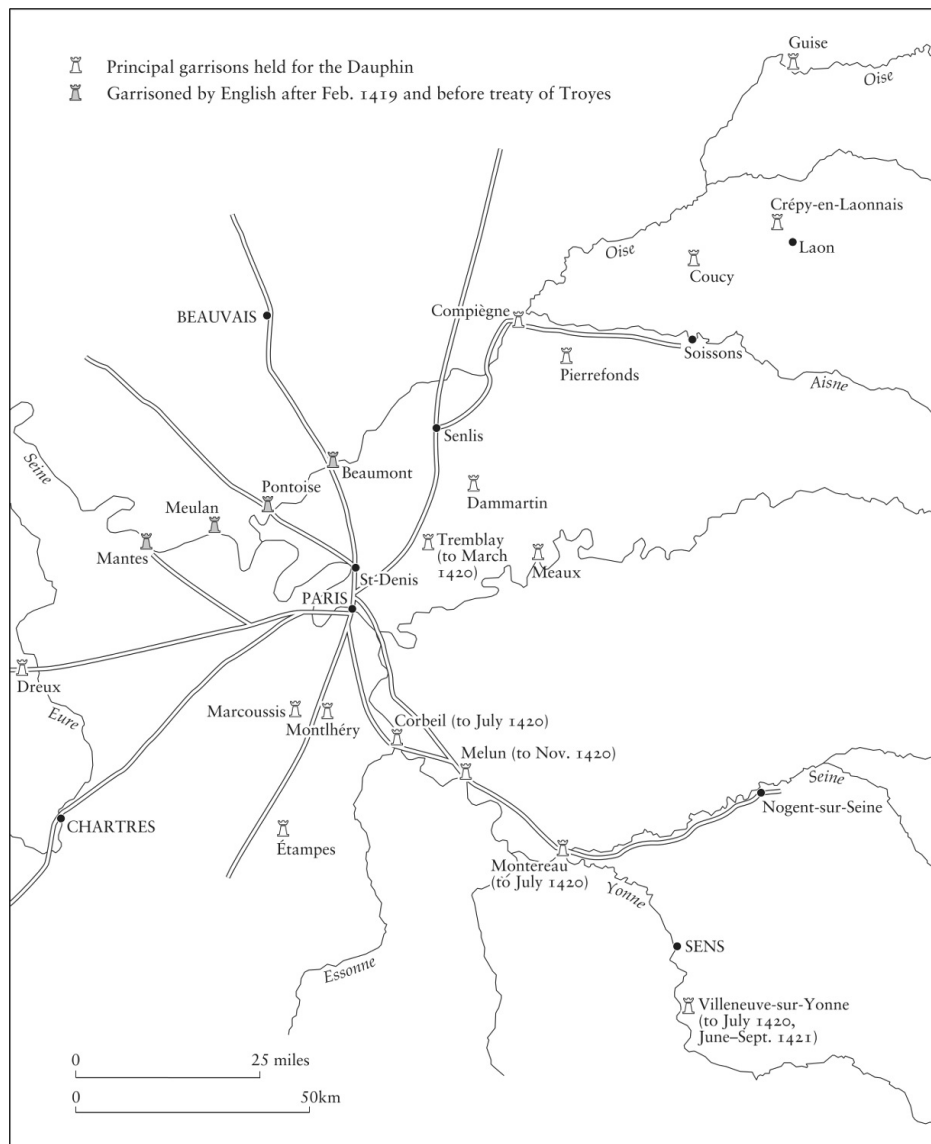 Principal garrisons held for the Dauphin
Garrisoned by English after Feb. 1419 and before treaty of Troyes
Guise
Oise
Crépy-en-Laonnais
Laon
Oise
Coucy
Compiègne
BEAUVAIS
Soissons
Pierrefonds
Aisne
Senlis
Seine
Beaumont
Pontoise
Dammartin
Meulan
Mantes
Tremblay
(to March
1420)
Meaux
St-Denis
PARIS
Dreux
Eure
Marcoussis
Montlhéry
Corbeil (to July 1420)
Melun (to Nov. 1420)
Seine
Nogent-sur-Seine
CHARTRES
Étampes
Montereau
(to July 1420)
Yonne
SENS
Essonne
Villeneuve-sur-Yonne
(to July 1420,
June–Sept. 1421)
0 25 miles
0 50km